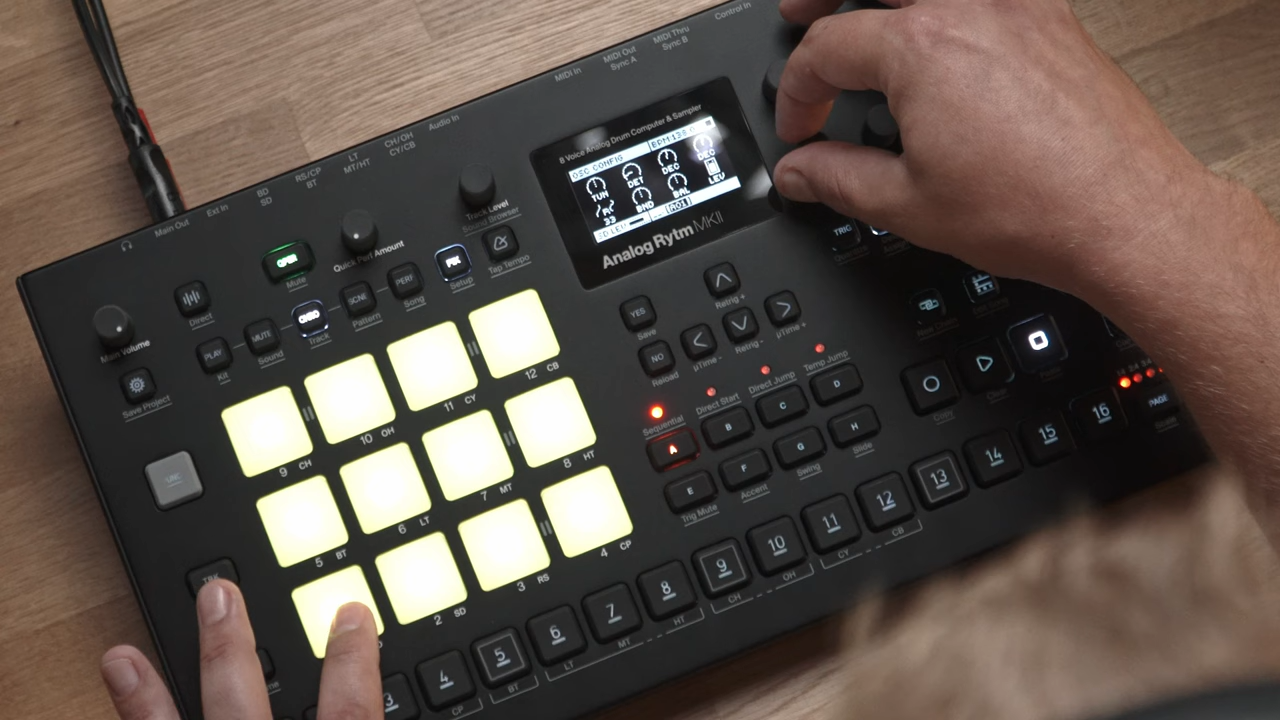 Control In
MIDI Thru
Sync B
MIDI Out
Sync A
MIDI In
Audio In
CH/OH
CY/CB
LT
MT/HT
RS/CP
BT
BD
SD
Ext In
Main Out
8 Voice Analog Drum Computer & Sampler
OSC CONFIG
TUN
DET
DEC
DEC
BND
BAL
LEV
Analog Rytm MKII
Track Level
Sound Browser
Quick Perf Amount
Tap Tempo
Mute
Setup
PERF
Song
SCNE
Pattern
CHRO
Track
MUTE
Sound
PLAY
Kit
Direct
Main Volume
Save Project
FUNC
TRK
YES
Save
NO
Reload
Retrig +
Retrig -
µTime -
µTime +
TRIG
Sequential
Direct Start
Direct Jump
Temp Jump
A
B
C
D
E
F
G
H
Trig Mute
Accent
Swing
Slide
Copy
Clear
PAGE
12 CB
11 CY
10 OH
9 CH
8 HT
7 MT
6 LT
5 BT
4 CP
3 RS
2 SD
3
4
5
6
7
8
9
10
11
12
13
14
15
16
CP
BT
LT
MT
HT
CH
OH
CY
CB